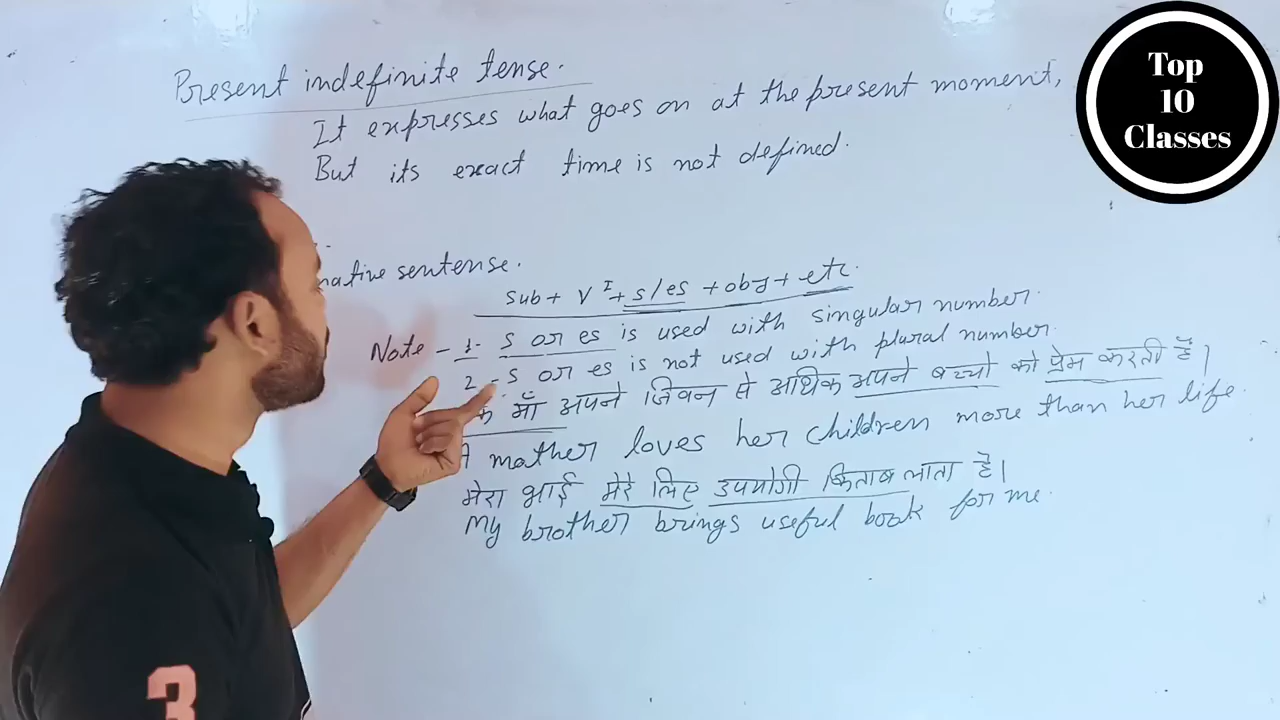 Present indefinite tense.
It expresses what goes on at the present moment,
But its exact time is not defined.
native sentense.
Sub + V I + s/es + obj + etc.
Note - 1- S or es is used with singular number.
2 - S or es is not used with plural number.
क माँ अपने जिवन से अधिक अपने बच्चो को प्रेम करती है।
A mother loves her children more than her life.
मेरा भाई मेरे लिए उपयोगी किताब लाता है।
My brother brings useful book for me.
Top
10
Classes
3